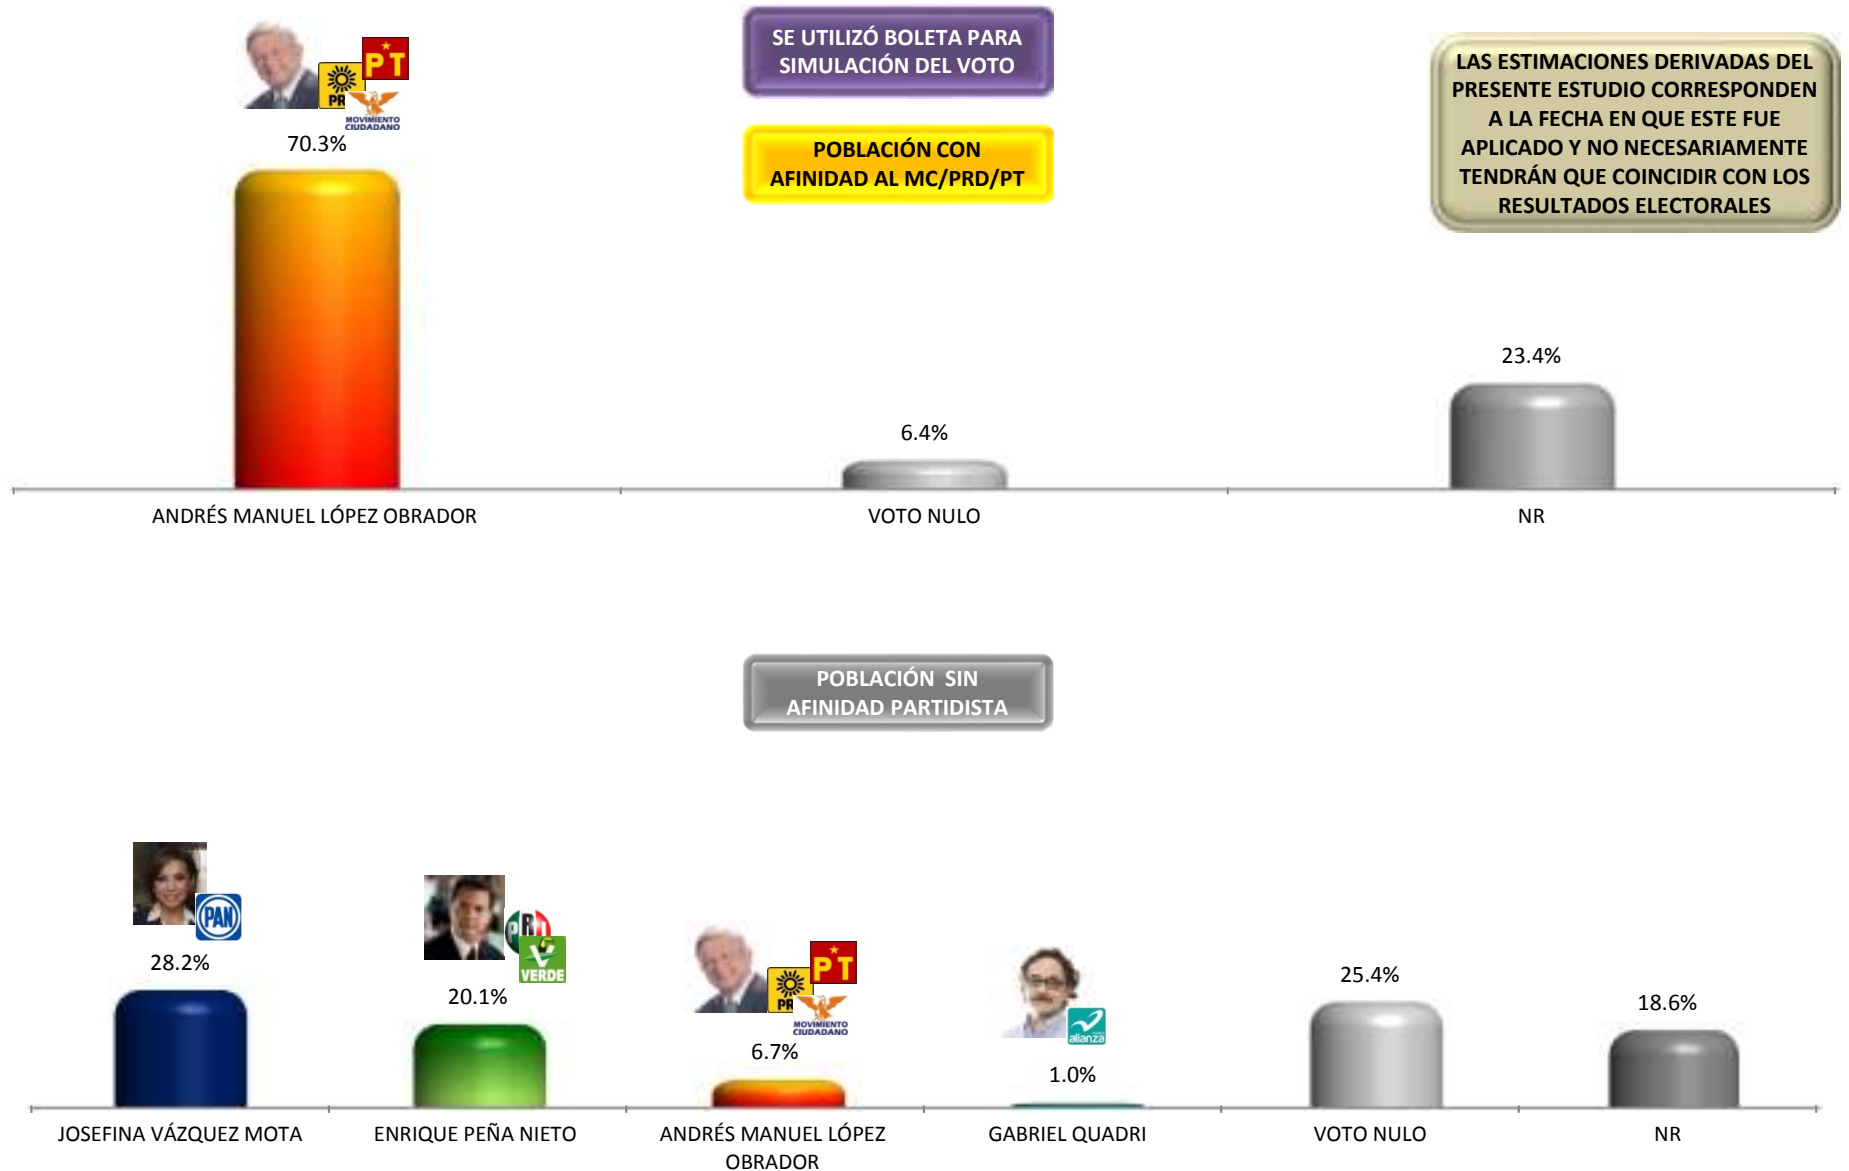 SE UTILIZÓ BOLETA PARA
SIMULACIÓN DEL VOTO
LAS ESTIMACIONES DERIVADAS DEL
PRESENTE ESTUDIO CORRESPONDEN
A LA FECHA EN QUE ESTE FUE
APLICADO Y NO NECESARIAMENTE
TENDRÁN QUE COINCIDIR CON LOS
RESULTADOS ELECTORALES
PT
PR
MOVIMIENTO
CIUDADANO
70.3%
POBLACIÓN CON
AFINIDAD AL MC/PRD/PT
6.4%
23.4%
ANDRÉS MANUEL LÓPEZ OBRADOR
VOTO NULO
NR
POBLACIÓN SIN
AFINIDAD PARTIDISTA
PAN
28.2%
PRI
VERDE
20.1%
PT
PR
MOVIMIENTO
CIUDADANO
6.7%
alianza
1.0%
25.4%
18.6%
JOSEFINA VÁZQUEZ MOTA
ENRIQUE PEÑA NIETO
ANDRÉS MANUEL LÓPEZ
OBRADOR
GABRIEL QUADRI
VOTO NULO
NR